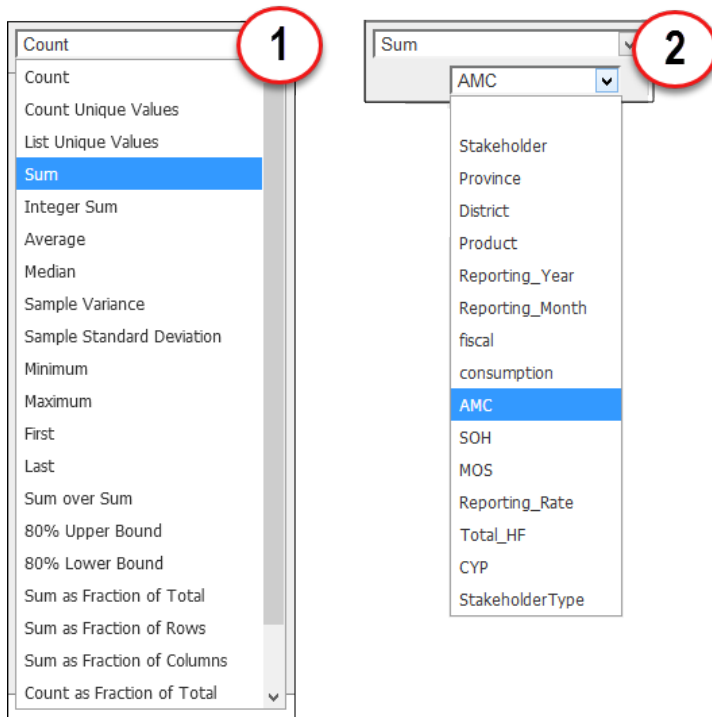 Count
1
Count
Count Unique Values
List Unique Values
Sum
Integer Sum
Average
Median
Sample Variance
Sample Standard Deviation
Minimum
Maximum
First
Last
Sum over Sum
80% Upper Bound
80% Lower Bound
Sum as Fraction of Total
Sum as Fraction of Rows
Sum as Fraction of Columns
Count as Fraction of Total
Sum
2
AMC
Stakeholder
Province
District
Product
Reporting_Year
Reporting_Month
fiscal
consumption
AMC
SOH
MOS
Reporting_Rate
Total_HF
CYP
StakeholderType